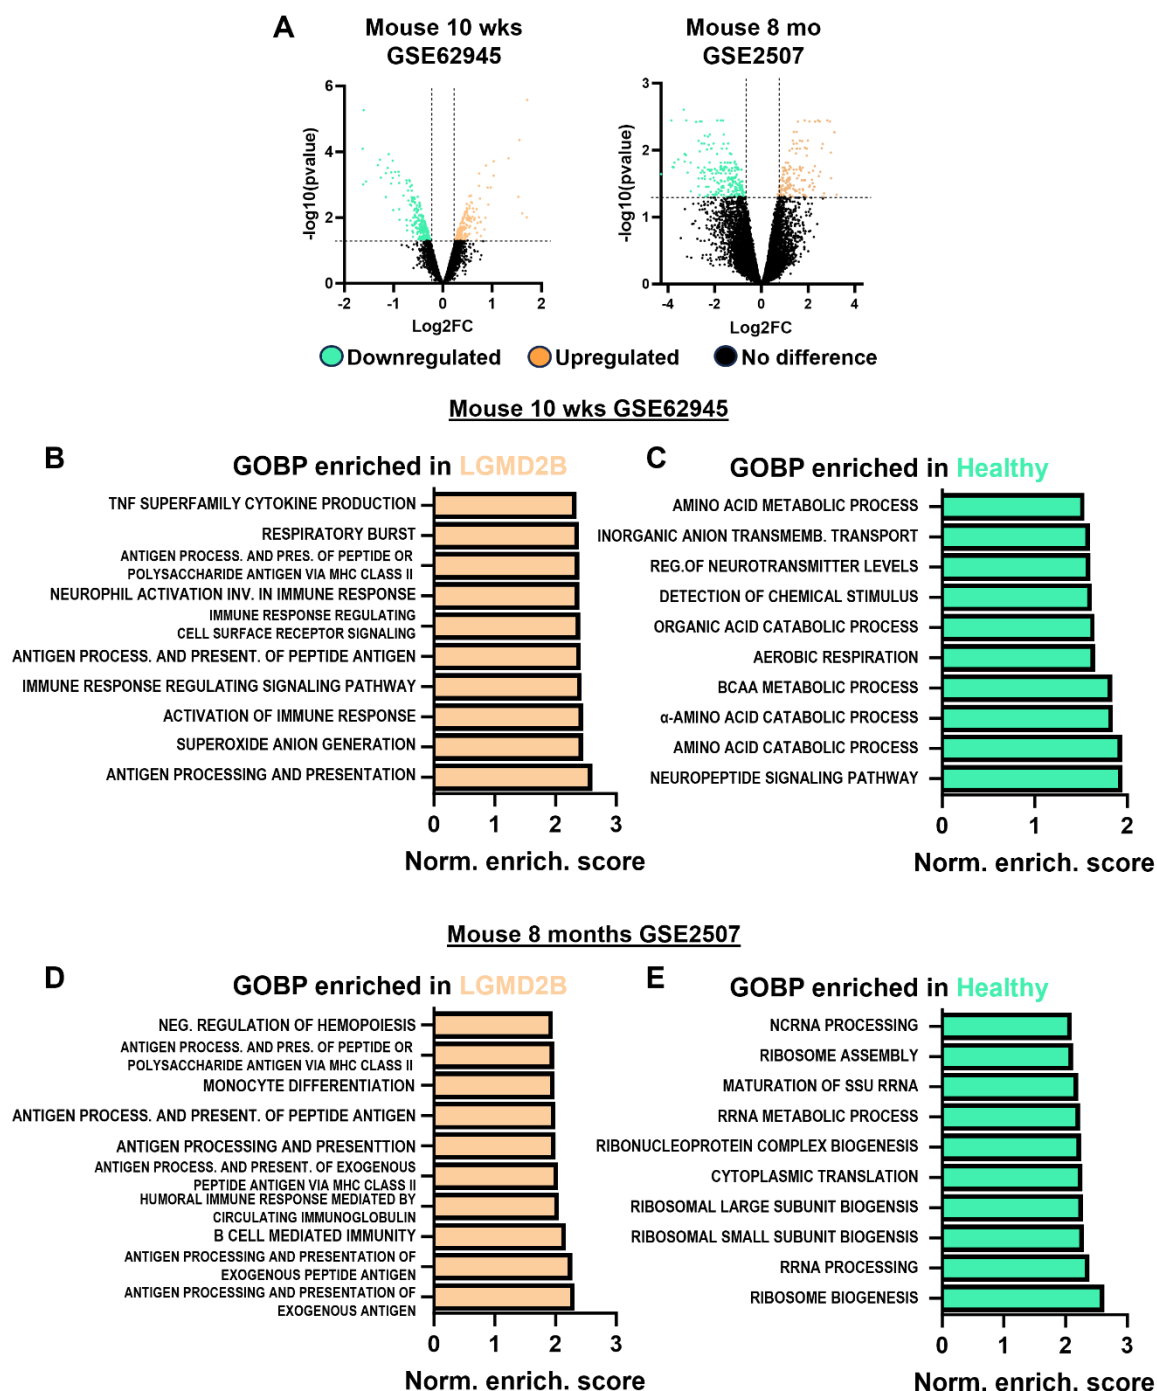 A
Mouse 10 wks
GSE62945
Mouse 8 mo
GSE2507
-log10(pvalue)
6
4
2
0
-2
-1
0
1
2
Log2FC
-log10(pvalue)
3
2
1
0
-4
-2
0
2
4
Log2FC
Downregulated
Upregulated
No difference
Mouse 10 wks GSE62945
B
GOBP enriched in LGMD2B
TNF SUPERFAMILY CYTOKINE PRODUCTION
RESPIRATORY BURST
ANTIGEN PROCESS. AND PRES. OF PEPTIDE OR
POLYSACCHARIDE ANTIGEN VIA MHC CLASS II
NEUROPHIL ACTIVATION INV. IN IMMUNE RESPONSE
IMMUNE RESPONSE REGULATING
CELL SURFACE RECEPTOR SIGNALING
ANTIGEN PROCESS. AND PRESENT. OF PEPTIDE ANTIGEN
IMMUNE RESPONSE REGULATING SIGNALING PATHWAY
ACTIVATION OF IMMUNE RESPONSE
SUPEROXIDE ANION GENERATION
ANTIGEN PROCESSING AND PRESENTATION
0
1
2
3
Norm. enrich. score
C
GOBP enriched in Healthy
AMINO ACID METABOLIC PROCESS
INORGANIC ANION TRANSMEMB. TRANSPORT
REG.OF NEUROTRANSMITTER LEVELS
DETECTION OF CHEMICAL STIMULUS
ORGANIC ACID CATABOLIC PROCESS
AEROBIC RESPIRATION
BCAA METABOLIC PROCESS
α-AMINO ACID CATABOLIC PROCESS
AMINO ACID CATABOLIC PROCESS
NEUROPEPTIDE SIGNALING PATHWAY
0
1
2
Norm. enrich. score
Mouse 8 months GSE2507
D
GOBP enriched in LGMD2B
NEG. REGULATION OF HEMOPOIESIS
ANTIGEN PROCESS. AND PRES. OF PEPTIDE OR
POLYSACCHARIDE ANTIGEN VIA MHC CLASS II
MONOCYTE DIFFERENTIATION
ANTIGEN PROCESS. AND PRESENT. OF PEPTIDE ANTIGEN
ANTIGEN PROCESSING AND PRESENTTION
ANTIGEN PROCESS. AND PRESENT. OF EXOGENOUS
PEPTIDE ANTIGEN VIA MHC CLASS II
HUMORAL IMMUNE RESPONSE MEDIATED BY
CIRCULATING IMMUNOGLOBULIN
B CELL MEDIATED IMMUNITY
ANTIGEN PROCESSING AND PRESENTATION OF
EXOGENOUS PEPTIDE ANTIGEN
ANTIGEN PROCESSING AND PRESENTATION OF
EXOGENOUS ANTIGEN
0
1
2
3
Norm. enrich. score
E
GOBP enriched in Healthy
NCRNA PROCESSING
RIBOSOME ASSEMBLY
MATURATION OF SSU RRNA
RRNA METABOLIC PROCESS
RIBONUCLEOPROTEIN COMPLEX BIOGENESIS
CYTOPLASMIC TRANSLATION
RIBOSOMAL LARGE SUBUNIT BIOGENSIS
RIBOSOMAL SMALL SUBUNIT BIOGENSIS
RRNA PROCESSING
RIBOSOME BIOGENESIS
0
1
2
3
Norm. enrich. score